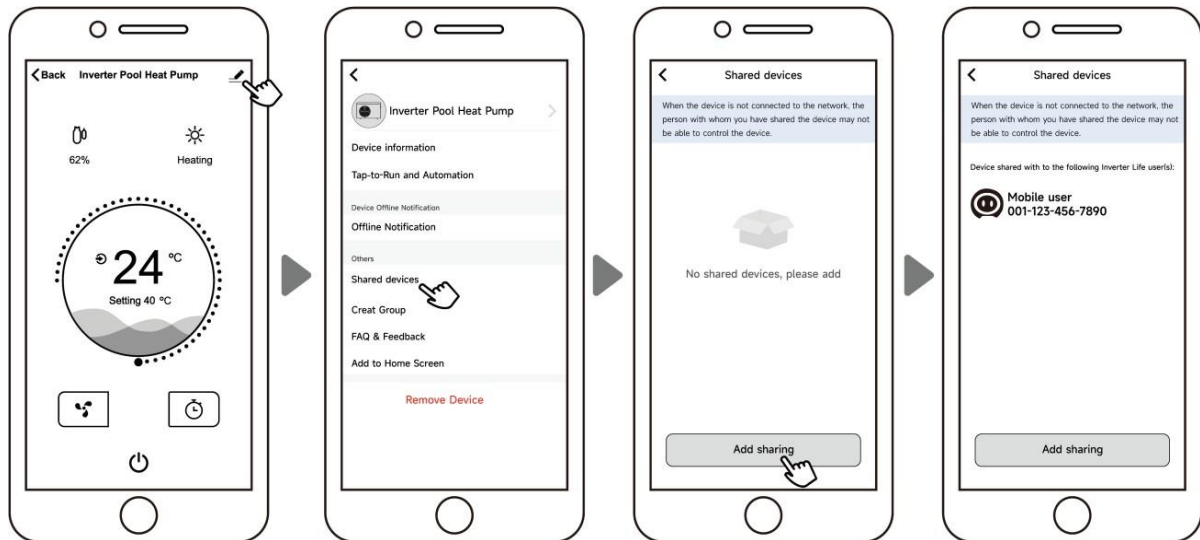 Back Inverter Pool Heat Pump
62%
Heating
24 °C
Setting 40 °C
Inverter Pool Heat Pump
Device information
Tap-to-Run and Automation
Device Offline Notification
Offline Notification
Others
Shared devices
Creat Group
FAQ & Feedback
Add to Home Screen
Remove Device
Shared devices
When the device is not connected to the network, the
person with whom you have shared the device may not
be able to control the device.
No shared devices, please add
Add sharing
Shared devices
When the device is not connected to the network, the
person with whom you have shared the device may not
be able to control the device.
Device shared with to the following Inverter Life user(s):
Mobile user
001-123-456-7890
Add sharing